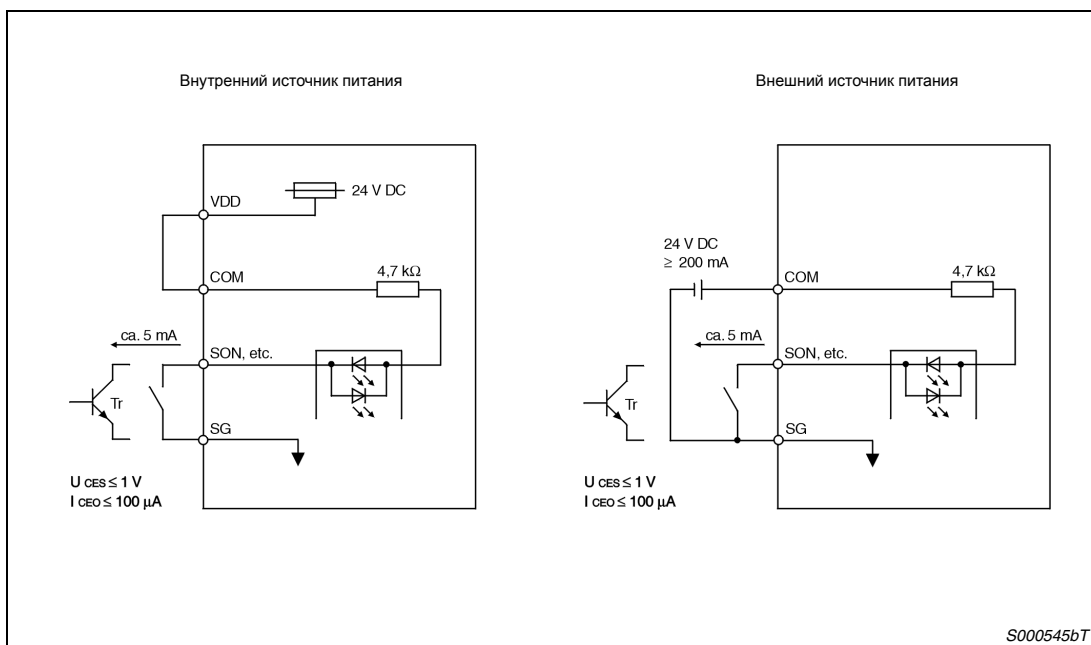 Внутренний источник питания
VDD
24 V DC
COM
4,7 kΩ
ca. 5 mA
SON, etc.
Tr
SG
U CES ≤ 1 V
I CEO ≤ 100 μA
Внешний источник питания
24 V DC
≥ 200 mA
COM
4,7 kΩ
ca. 5 mA
SON, etc.
Tr
SG
U CES ≤ 1 V
I CEO ≤ 100 μA
S000545bT